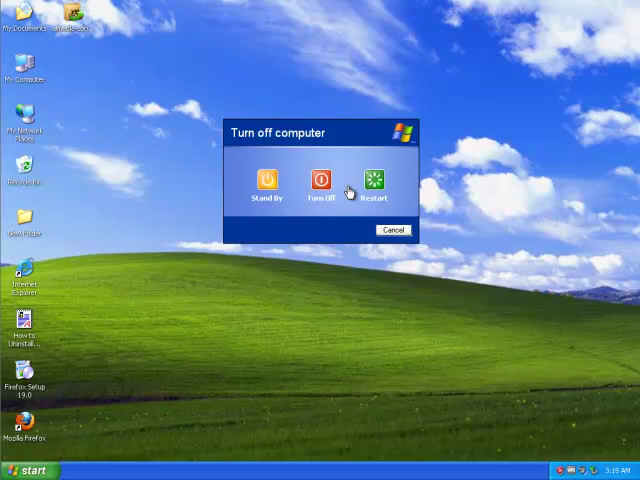 My Documents
My Computer
My Network
Places
Recycle Bin
New Folder
Internet
Explorer
How to
Uninstall...
Firefox Setup
19.0
Mozilla Firefox
Turn off computer
Stand By
Turn Off
Restart
Cancel
start
3:15 AM